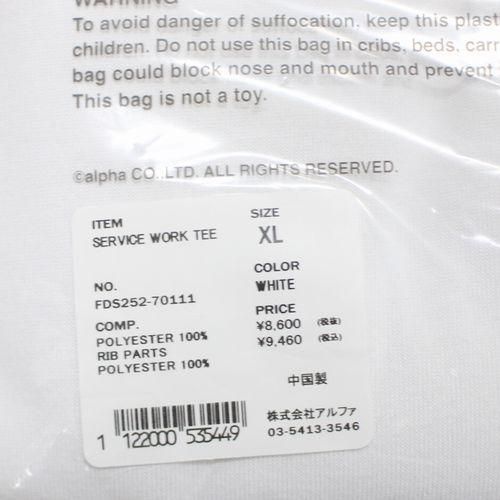 WARNING
To avoid danger of suffocation, keep this plast
children. Do not use this bag in cribs, beds, carr
bag could block nose and mouth and prevent
This bag is not a toy.
©alpha CO.,LTD. ALL RIGHTS RESERVED.
ITEM
SERVICE WORK TEE
SIZE
XL
NO.
FDS252-70111
COLOR
WHITE
COMP.
POLYESTER 100%
RIB PARTS
POLYESTER 100%
PRICE
¥8,600 (税抜)
¥9,460 (税込)
中国製
1 122000 535449
株式会社アルファ
03-5413-3546